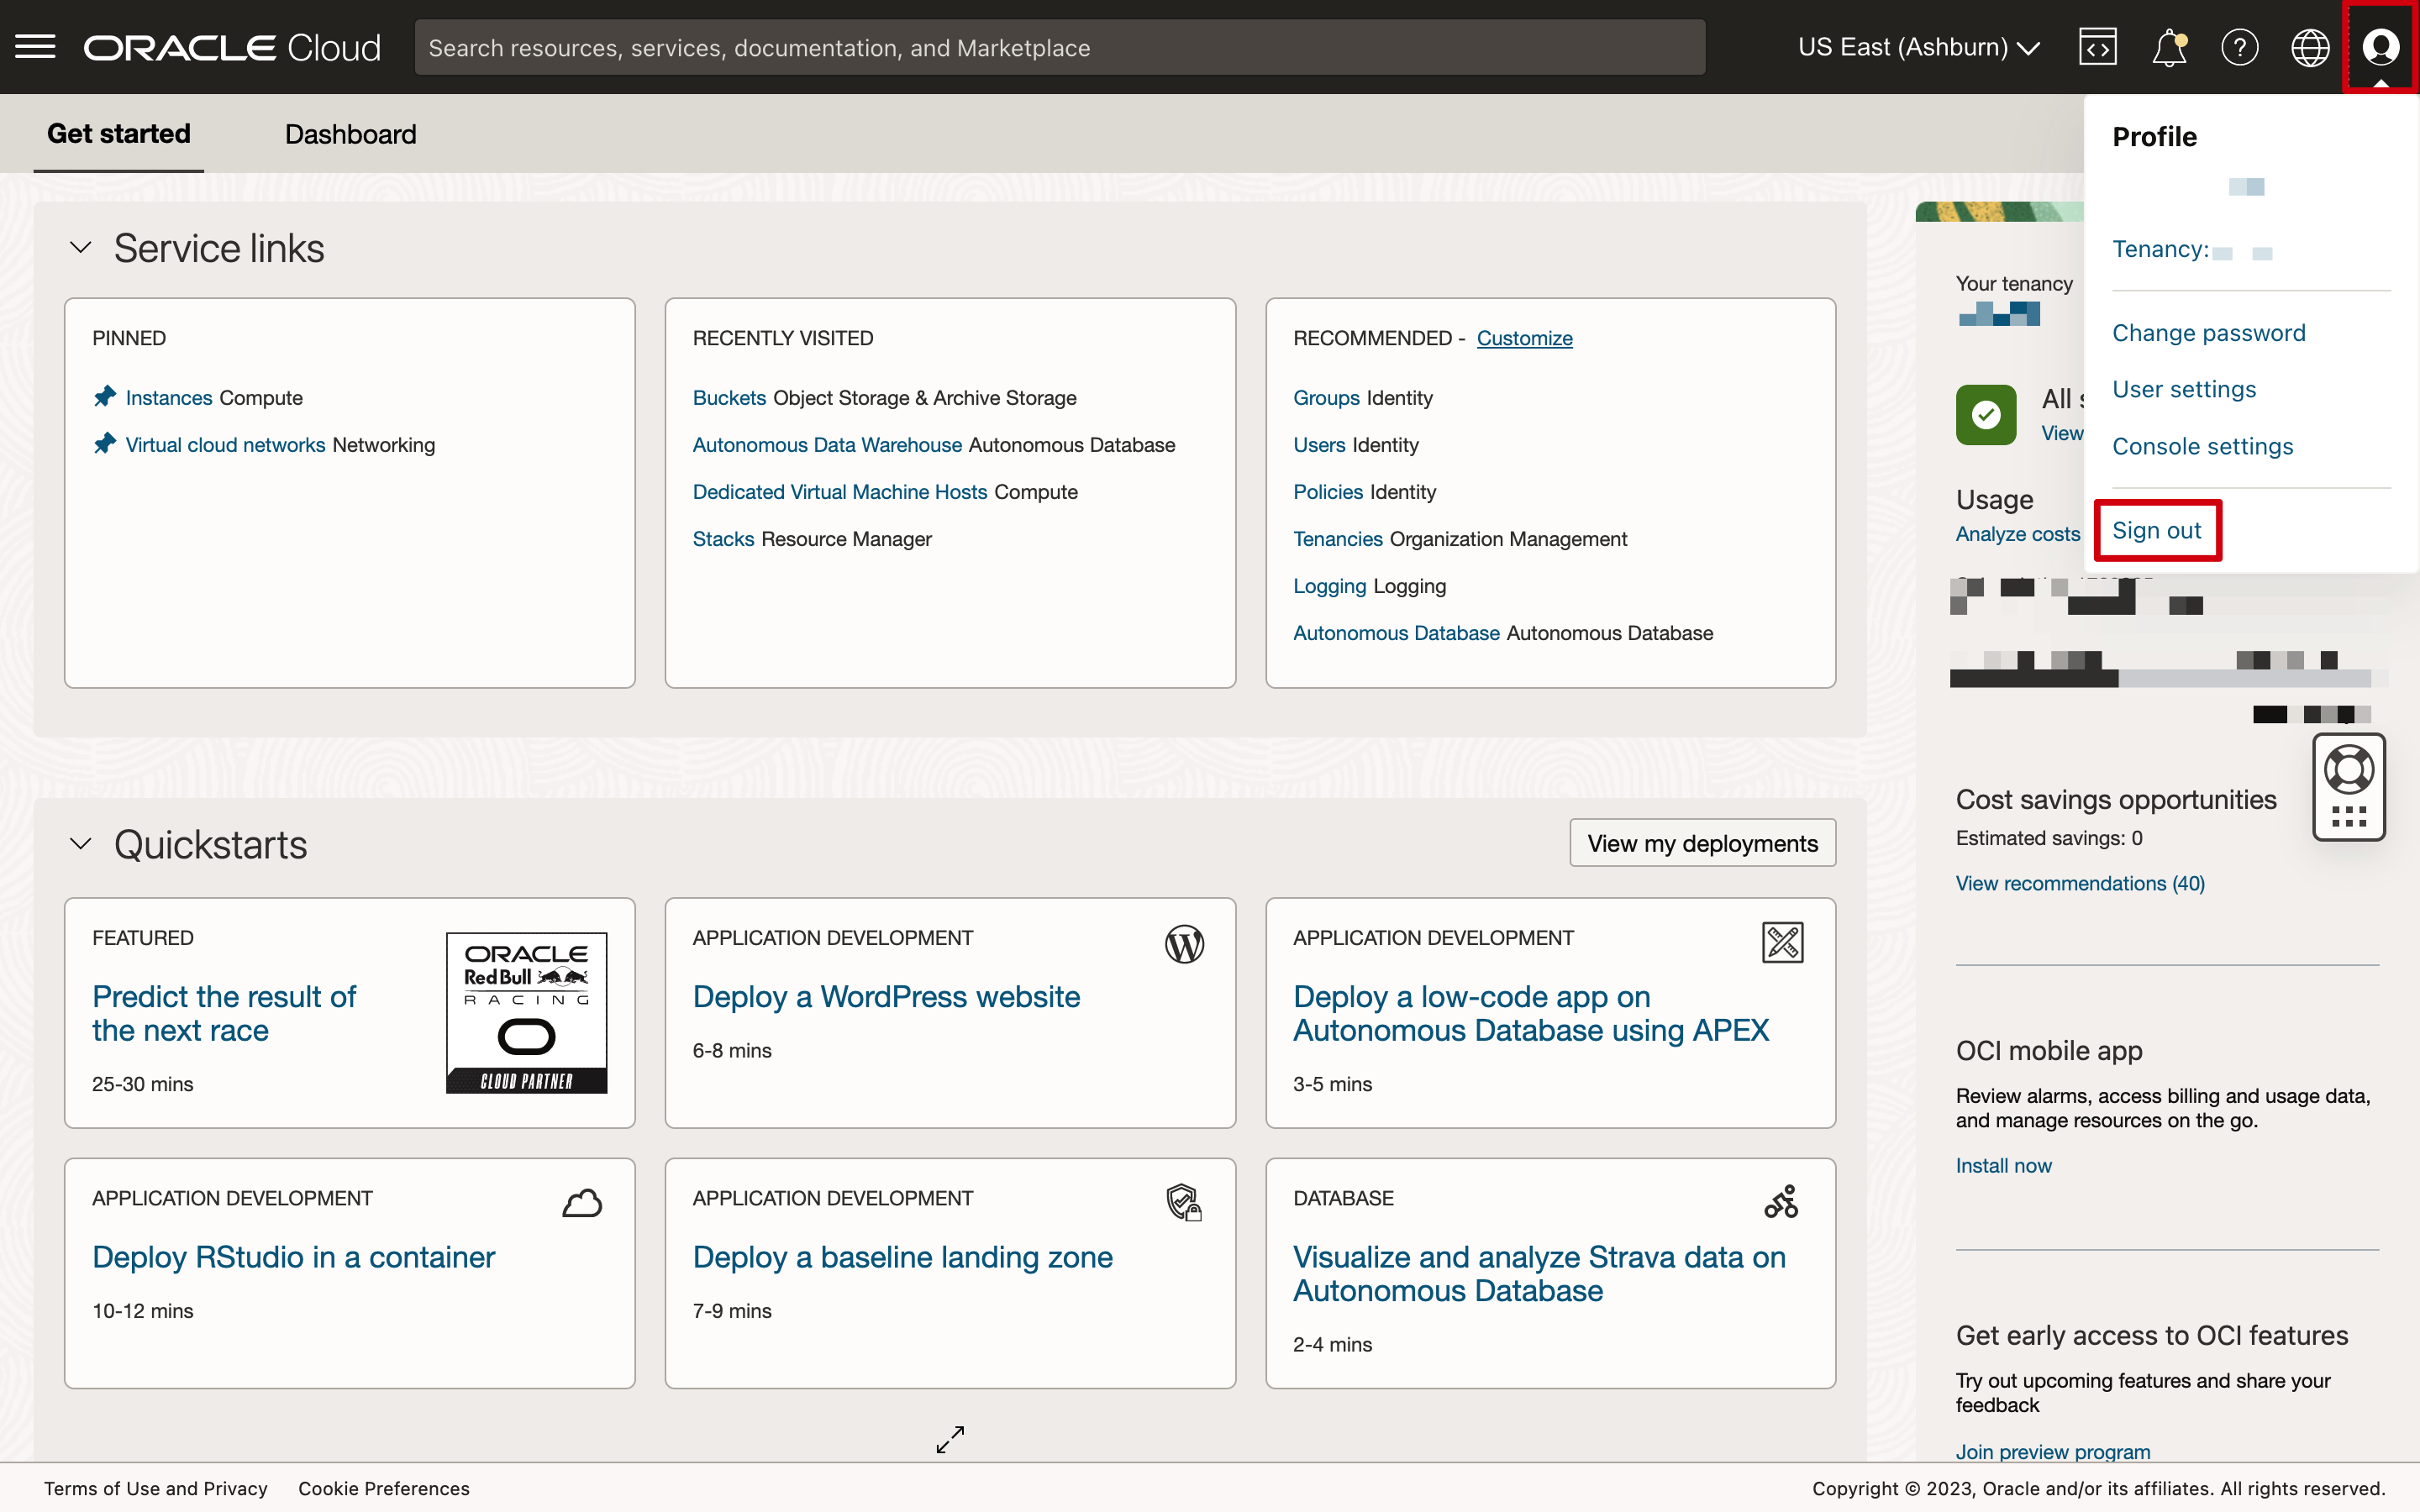 ORACLE Cloud
Search resources, services, documentation, and Marketplace
US East (Ashburn)
Get started
Dashboard
Profile
Tenancy:
Change password
User settings
Console settings
Sign out
Service links
PINNED
Instances Compute
Virtual cloud networks Networking
RECENTLY VISITED
Buckets Object Storage & Archive Storage
Autonomous Data Warehouse Autonomous Database
Dedicated Virtual Machine Hosts Compute
Stacks Resource Manager
RECOMMENDED - Customize
Groups Identity
Users Identity
Policies Identity
Tenancies Organization Management
Logging Logging
Autonomous Database Autonomous Database
Your tenancy
All
View
Usage
Analyze costs
Cost savings opportunities
Estimated savings: 0
View recommendations (40)
OCI mobile app
Review alarms, access billing and usage data,
and manage resources on the go.
Install now
Get early access to OCI features
Try out upcoming features and share your
feedback
Join preview program
Quickstarts
View my deployments
FEATURED
Predict the result of
the next race
25-30 mins
ORACLE
Red Bull
RACING
CLOUD PARTNER
APPLICATION DEVELOPMENT
Deploy a WordPress website
6-8 mins
APPLICATION DEVELOPMENT
Deploy a low-code app on
Autonomous Database using APEX
3-5 mins
APPLICATION DEVELOPMENT
Deploy RStudio in a container
10-12 mins
APPLICATION DEVELOPMENT
Deploy a baseline landing zone
7-9 mins
DATABASE
Visualize and analyze Strava data on
Autonomous Database
2-4 mins
Terms of Use and Privacy
Cookie Preferences
Copyright © 2023, Oracle and/or its affiliates. All rights reserved.